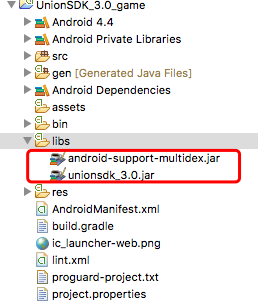 UnionSDK_3.0_game
Android 4.4
Android Private Libraries
src
gen [Generated Java Files]
Android Dependencies
assets
bin
libs
android-support-multidex.jar
unionsdk_3.0.jar
res
AndroidManifest.xml
build.gradle
ic_launcher-web.png
lint.xml
proguard-project.txt
project.properties